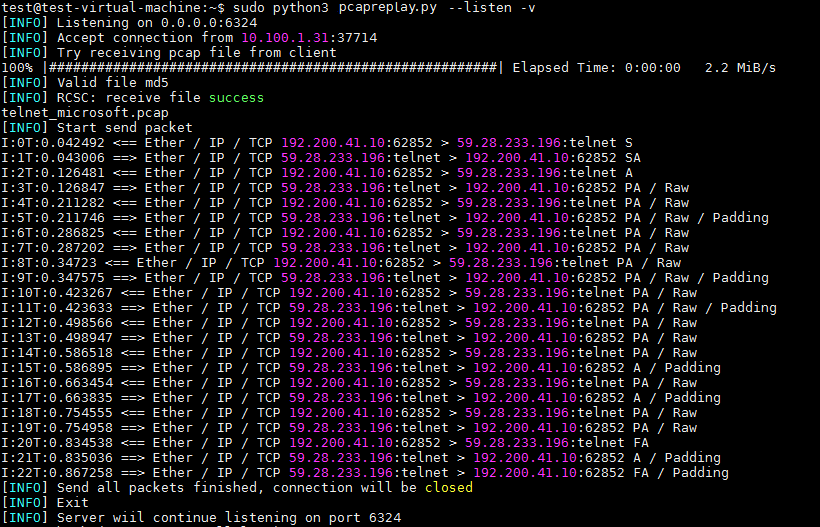 test@test-virtual-machine:~$ sudo python3 pcapreplay.py --listen -v
[INFO] Listening on 0.0.0.0:6324
[INFO] Accept connection from 10.100.1.31:37714
[INFO] Try receiving pcap file from client
100% |########################################################| Elapsed Time: 0:00:00 2.2 MiB/s
[INFO] Valid file md5
[INFO] RCSC: receive file success
telnet_microsoft.pcap
[INFO] Start send packet
I:0T:0.042492 <== Ether / IP / TCP 192.200.41.10:62852 > 59.28.233.196:telnet S
I:1T:0.043006 ==> Ether / IP / TCP 59.28.233.196:telnet > 192.200.41.10:62852 SA
I:2T:0.126481 <== Ether / IP / TCP 192.200.41.10:62852 > 59.28.233.196:telnet A
I:3T:0.126847 ==> Ether / IP / TCP 59.28.233.196:telnet > 192.200.41.10:62852 PA / Raw
I:4T:0.211282 <== Ether / IP / TCP 192.200.41.10:62852 > 59.28.233.196:telnet PA / Raw
I:5T:0.211746 ==> Ether / IP / TCP 59.28.233.196:telnet > 192.200.41.10:62852 PA / Raw / Padding
I:6T:0.286825 <== Ether / IP / TCP 192.200.41.10:62852 > 59.28.233.196:telnet PA / Raw
I:7T:0.287202 ==> Ether / IP / TCP 59.28.233.196:telnet > 192.200.41.10:62852 PA / Raw
I:8T:0.34723 <== Ether / IP / TCP 192.200.41.10:62852 > 59.28.233.196:telnet PA / Raw
I:9T:0.347575 ==> Ether / IP / TCP 59.28.233.196:telnet > 192.200.41.10:62852 PA / Raw / Padding
I:10T:0.423267 <== Ether / IP / TCP 192.200.41.10:62852 > 59.28.233.196:telnet PA / Raw
I:11T:0.423633 ==> Ether / IP / TCP 59.28.233.196:telnet > 192.200.41.10:62852 PA / Raw / Padding
I:12T:0.498566 <== Ether / IP / TCP 192.200.41.10:62852 > 59.28.233.196:telnet PA / Raw
I:13T:0.498947 ==> Ether / IP / TCP 59.28.233.196:telnet > 192.200.41.10:62852 PA / Raw
I:14T:0.586518 <== Ether / IP / TCP 192.200.41.10:62852 > 59.28.233.196:telnet PA / Raw
I:15T:0.586895 ==> Ether / IP / TCP 59.28.233.196:telnet > 192.200.41.10:62852 A / Padding
I:16T:0.663454 <== Ether / IP / TCP 192.200.41.10:62852 > 59.28.233.196:telnet PA / Raw
I:17T:0.663835 ==> Ether / IP / TCP 59.28.233.196:telnet > 192.200.41.10:62852 A / Padding
I:18T:0.754555 <== Ether / IP / TCP 192.200.41.10:62852 > 59.28.233.196:telnet PA / Raw
I:19T:0.754958 ==> Ether / IP / TCP 59.28.233.196:telnet > 192.200.41.10:62852 PA / Raw
I:20T:0.834538 <== Ether / IP / TCP 192.200.41.10:62852 > 59.28.233.196:telnet FA
I:21T:0.835036 ==> Ether / IP / TCP 59.28.233.196:telnet > 192.200.41.10:62852 A / Padding
I:22T:0.867258 ==> Ether / IP / TCP 59.28.233.196:telnet > 192.200.41.10:62852 FA / Padding
[INFO] Send all packets finished, connection will be closed
[INFO] Exit
[INFO] Server wiil continue listening on port 6324